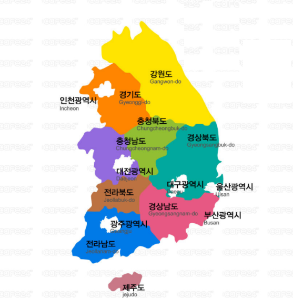 강원도
Gangwon-do
경기도
Gyeonggi-do
인천광역시
Incheon
충청북도
Chungcheongbuk-do
경상북도
Gyeongsangbuk-do
충청남도
Chungcheongnam-do
대전광역시
대구광역시
울산광역시
Ulsan
전라북도
Jeollabuk-do
경상남도
Gyeongsangnam-do
부산광역시
Busan
광주광역시
전라남도
제주도
jejudo